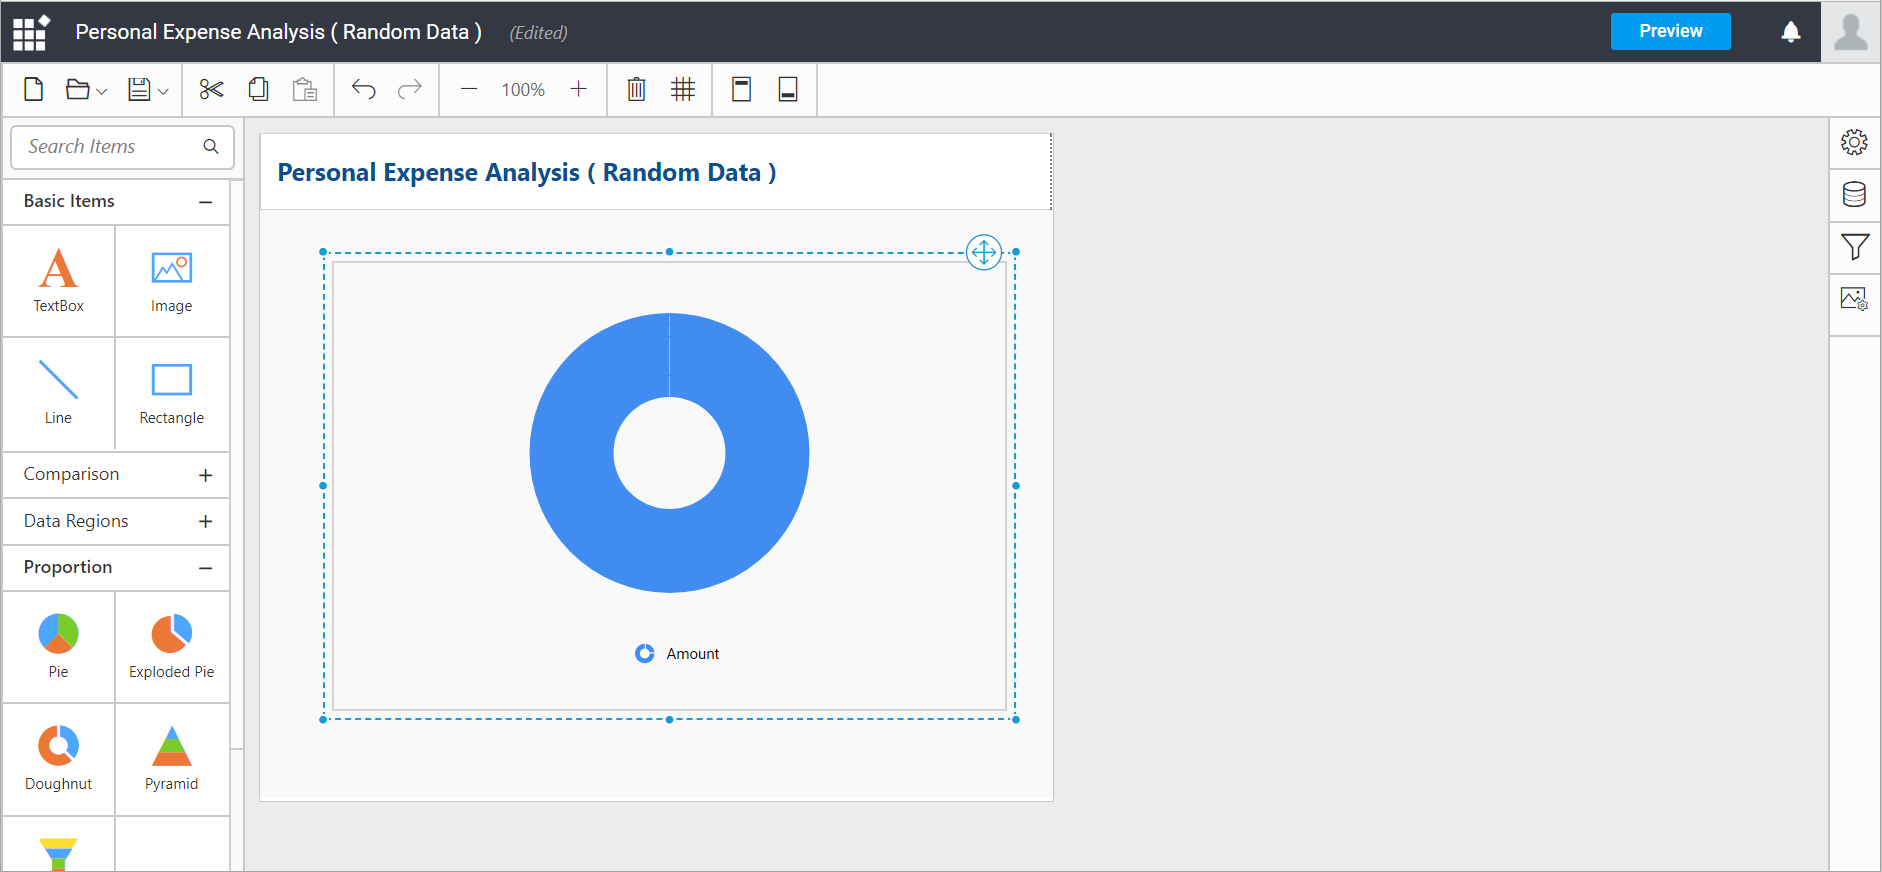 Personal Expense Analysis ( Random Data ) (Edited)
Preview
100%
Search Items
Basic Items
TextBox
Image
Line
Rectangle
Comparison
Data Regions
Proportion
Pie
Exploded Pie
Doughnut
Pyramid
Personal Expense Analysis ( Random Data )
Amount